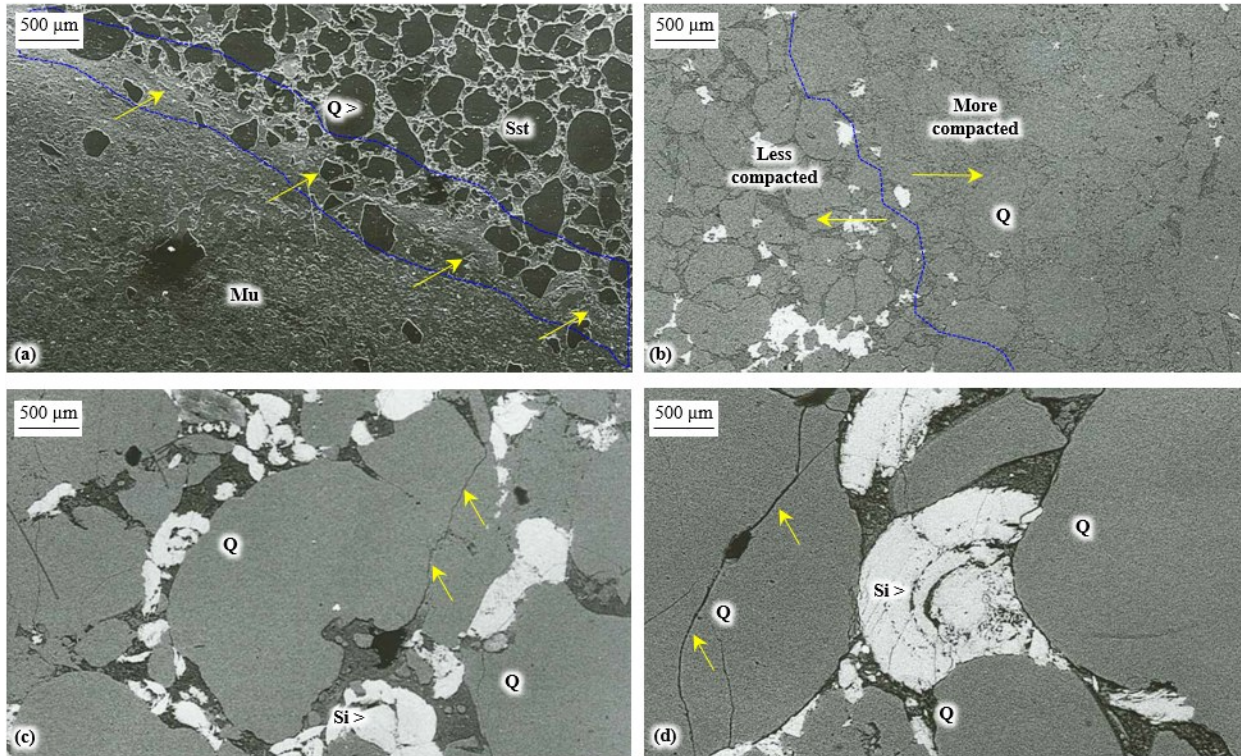 500 µm
Q >
Sst
Mu
(a)
500 µm
More
compacted
Less
compacted
Q
(b)
500 µm
Q
Q
Si >
(c)
500 µm
Q
Si >
Q
Q
(d)